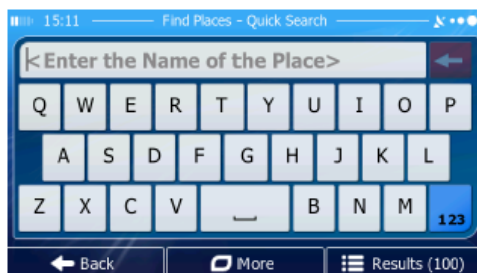 15:11 Find Places - Quick Search
<Enter the Name of the Place>
Q W E R T Y U I O P
A S D F G H J K L
Z X C V B N M 123
Back More Results (100)